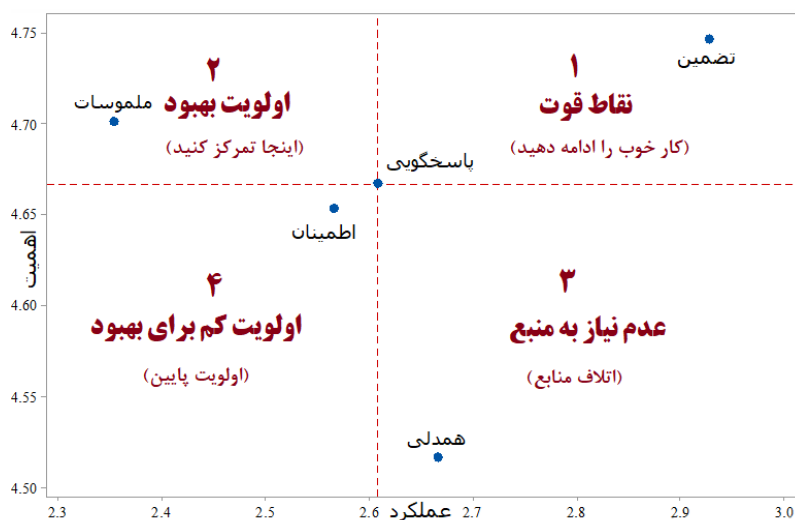 4.75
4.70
4.65
4.60
4.55
4.50
اهمیت
۱
نقاط قوت
(کار خوب را ادامه دهید)
تضمین
۲
اولویت بهبود
(اینجا تمرکز کنید)
ملموسات
پاسخگویی
اطمینان
۳
عدم نیاز به منبع
(اتلاف منابع)
۴
اولویت کم برای بهبود
(اولویت پایین)
همدلی
2.3 2.4 2.5 2.6 2.7 2.8 2.9 3.0
عملکرد